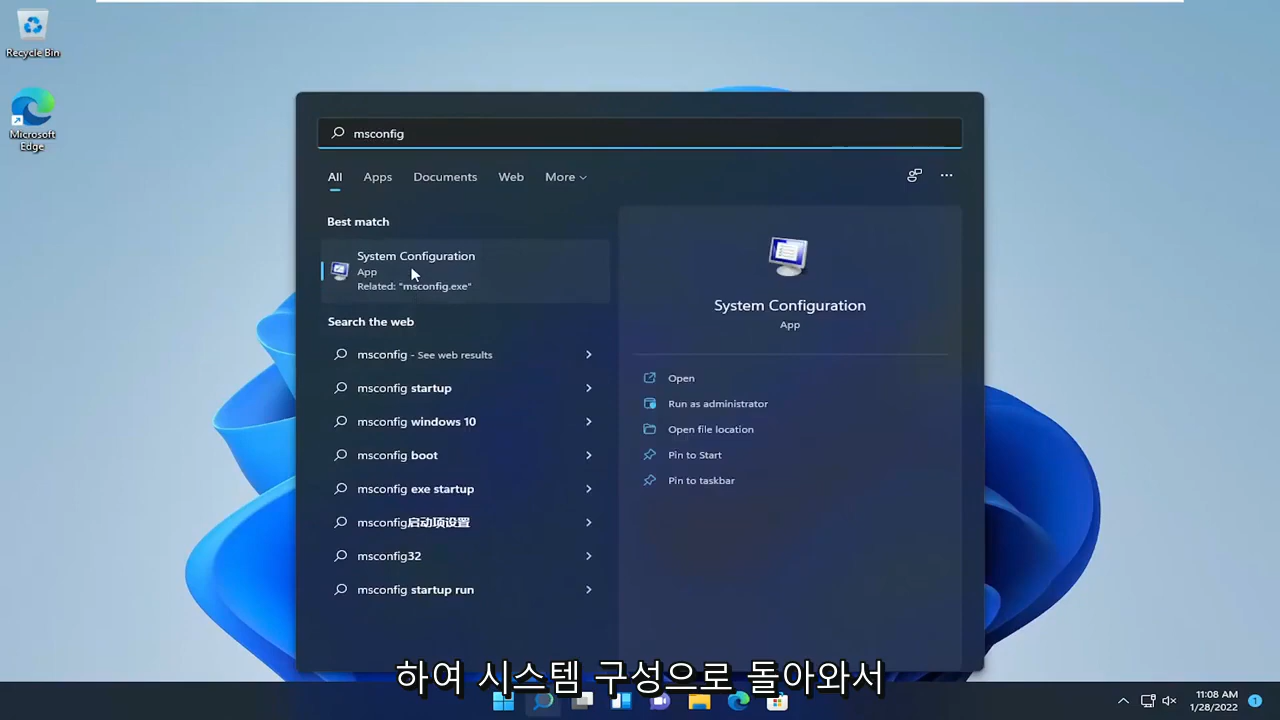 Recycle Bin
Microsoft
Edge
msconfig
All Apps Documents Web More
Best match
System Configuration
App
Related: "msconfig.exe"
Search the web
msconfig - See web results
msconfig startup
msconfig windows 10
msconfig boot
msconfig exe startup
msconfig启动项设置
msconfig32
msconfig startup run
System Configuration
App
Open
Run as administrator
Open file location
Pin to Start
Pin to taskbar
하여 시스템 구성으로 돌아와서
11:08 AM
1/28/2022
1